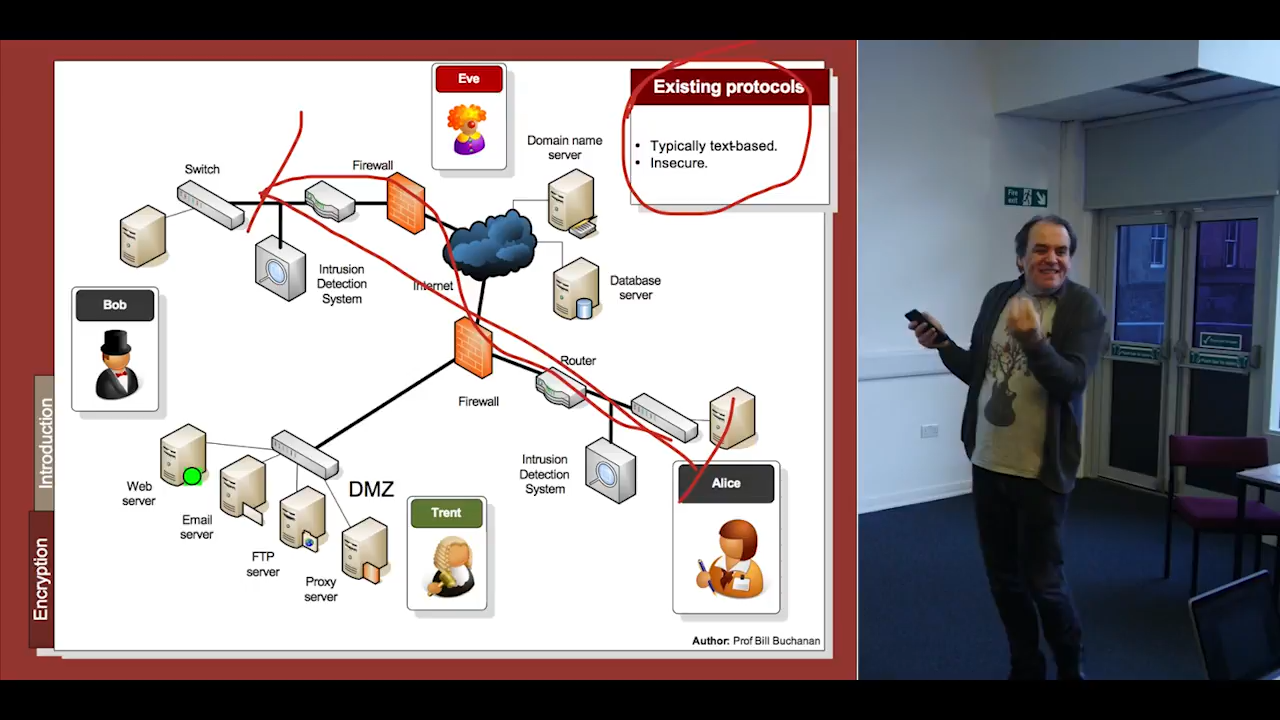 Eve
Existing protocols
Domain name
server
• Typically text-based.
• Insecure.
Firewall
Switch
Fire
exit
Intrusion
Detection
System
Internet
Database
server
Bob
Router
Firewall
Introduction
Intrusion
Detection
System
Alice
Web
server
DMZ
Trent
Email
server
FTP
server
Proxy
server
Encryption
Author: Prof Bill Buchanan